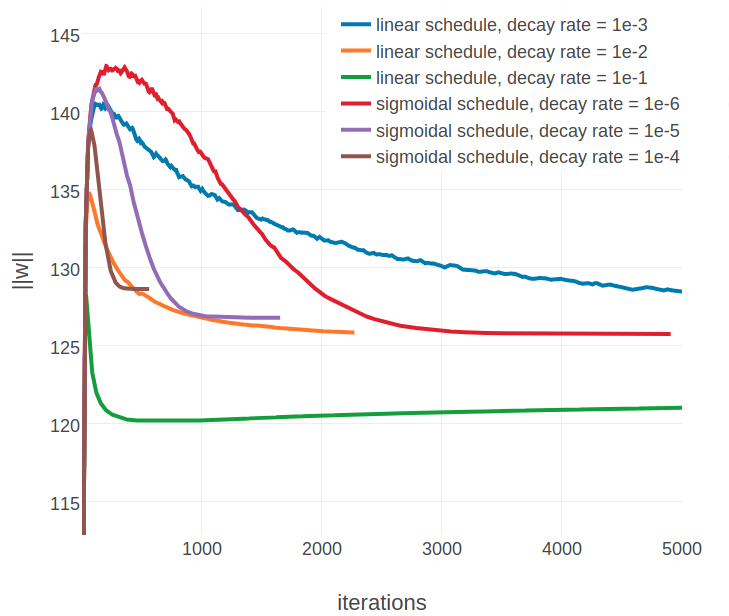 linear schedule, decay rate = 1e-3
linear schedule, decay rate = 1e-2
linear schedule, decay rate = 1e-1
sigmoidal schedule, decay rate = 1e-6
sigmoidal schedule, decay rate = 1e-5
sigmoidal schedule, decay rate = 1e-4
145
140
135
130
125
120
115
||w||
1000 2000 3000 4000 5000
iterations